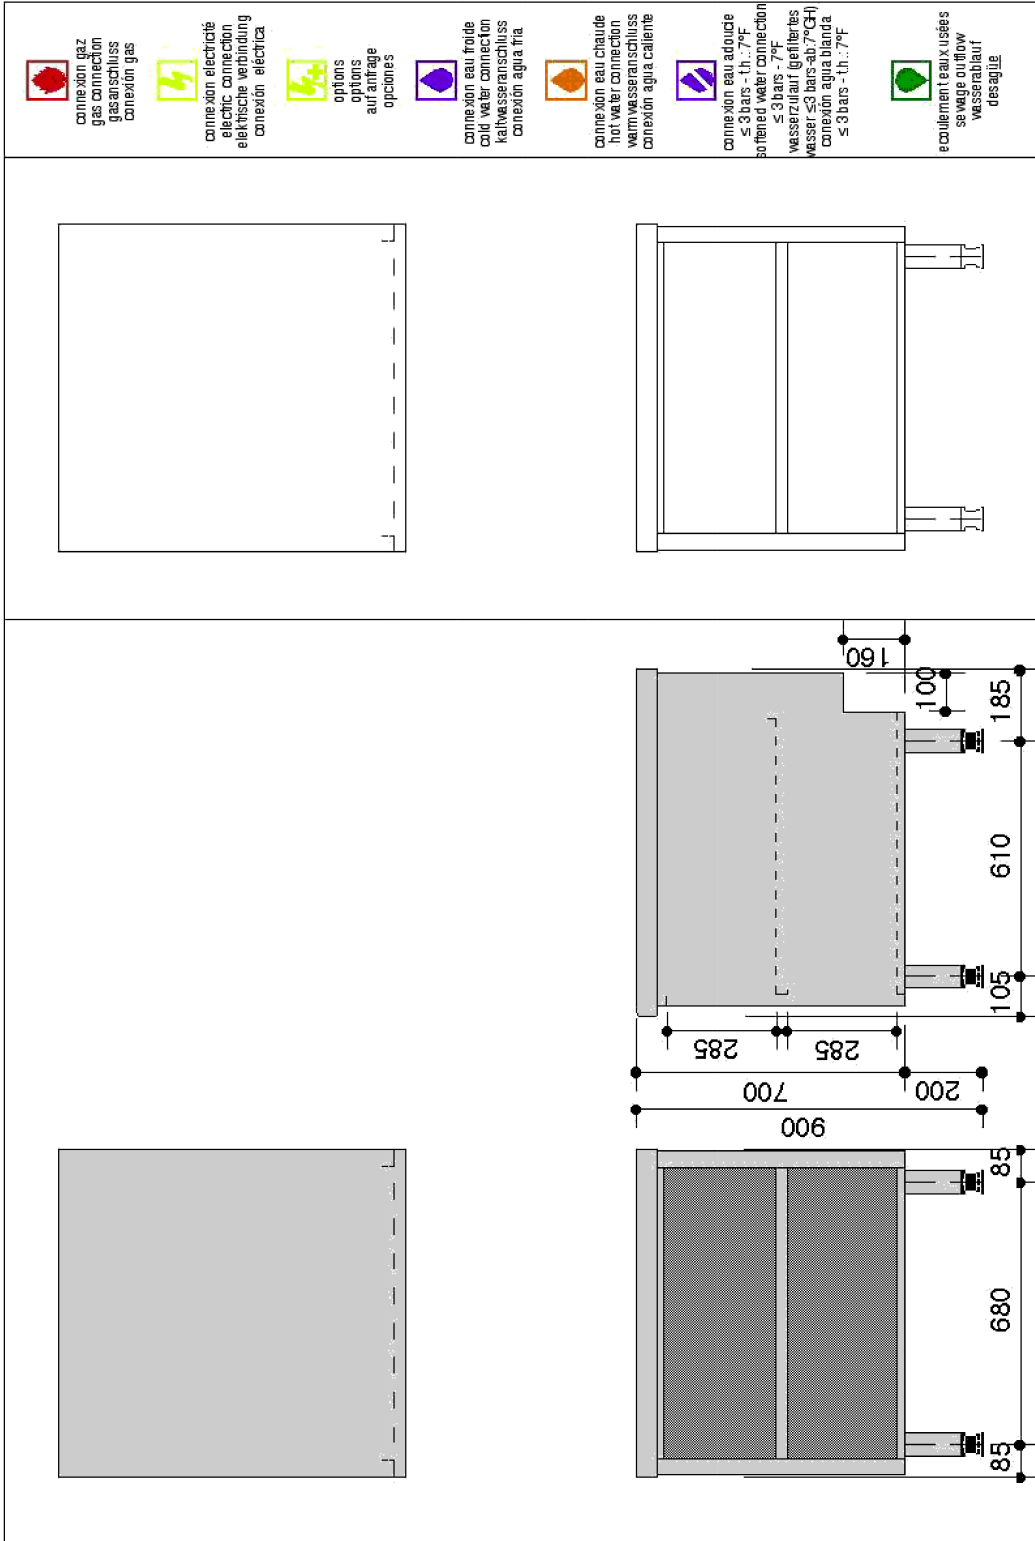 connexion gaz
gas connection
gasanschluss
conexión gas
connexion electricité
electric connection
elektrische verbindung
conexión eléctrica
options
options
auf antrage
opciones
connexion eau froide
cold water connection
kaltwasseranschluss
conexión agua fria
connexion eau chaude
hot water connection
warmwasseranschluss
conexión agua caliente
connexion eau adoucie
≤ 3 bars - t.h.: 7°F
softened water connection
≤ 3 bars - 7°F
wasserzulauf (gefiltertes
wasser ≤3 bars-ab:7°GH)
conexión agua blanda
≤ 3 bars - t.h.: 7°F
ecoulement eaux usées
sewage outflow
wasserablauf
desagüe
160
100
185
610
105
285
285
700
200
900
85
680
85